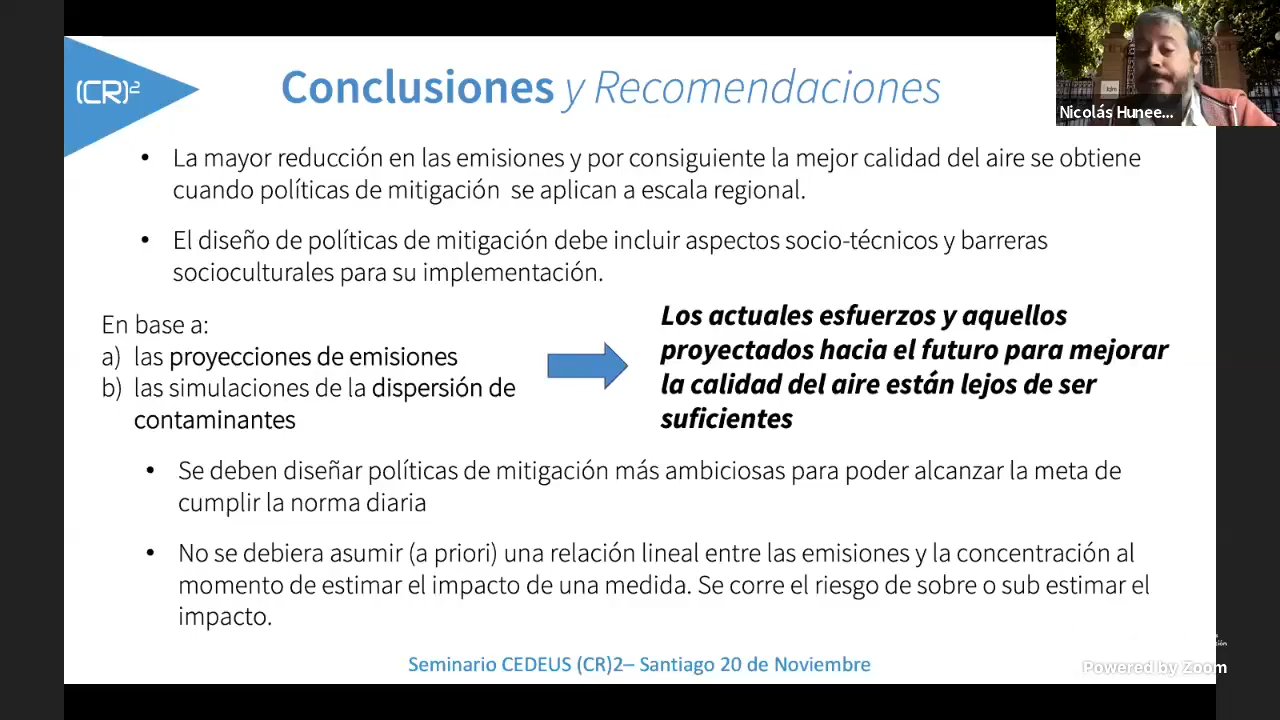 (CR)²
Conclusiones y Recomendaciones
Nicolás Hunee...
• La mayor reducción en las emisiones y por consiguiente la mejor calidad del aire se obtiene
cuando políticas de mitigación se aplican a escala regional.
• El diseño de políticas de mitigación debe incluir aspectos socio-técnicos y barreras
socioculturales para su implementación.
En base a:
a) las proyecciones de emisiones
b) las simulaciones de la dispersión de
contaminantes
Los actuales esfuerzos y aquellos
proyectados hacia el futuro para mejorar
la calidad del aire están lejos de ser
suficientes
• Se deben diseñar políticas de mitigación más ambiciosas para poder alcanzar la meta de
cumplir la norma diaria
• No se debiera asumir (a priori) una relación lineal entre las emisiones y la concentración al
momento de estimar el impacto de una medida. Se corre el riesgo de sobre o sub estimar el
impacto.
Seminario CEDEUS (CR)2– Santiago 20 de Noviembre
Powered by Zoom